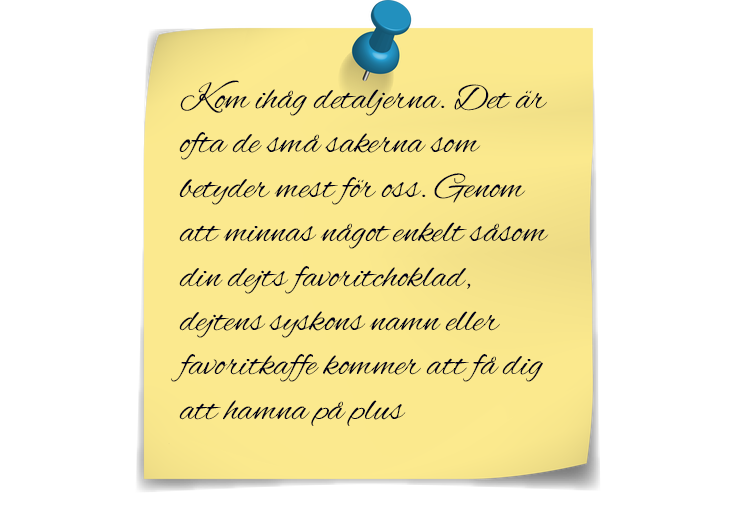 Kom ihåg detaljerna. Det är
ofta de små sakerna som
betyder mest för oss. Genom
att minnas något enkelt såsom
din dejts favoritchoklad,
dejtens syskons namn eller
favoritkaffe kommer att få dig
att hamna på plus